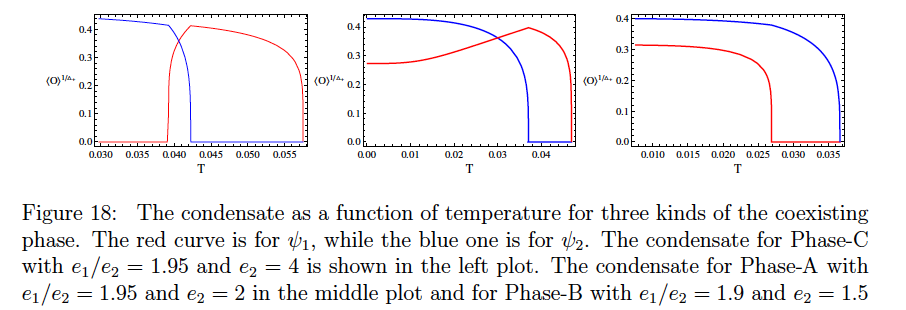 0.4
0.3
0.2
0.1
0.0
⟨O⟩^{1/Δ₊}
0.030 0.035 0.040 0.045 0.050 0.055
T
0.4
0.3
0.2
0.1
0.0
⟨O⟩^{1/Δ₊}
0.00 0.01 0.02 0.03 0.04
T
0.4
0.3
0.2
0.1
0.0
⟨O⟩^{1/Δ₊}
0.010 0.015 0.020 0.025 0.030 0.035
T
Figure 18: The condensate as a function of temperature for three kinds of the coexisting
phase. The red curve is for ψ₁, while the blue one is for ψ₂. The condensate for Phase-C
with e₁/e₂ = 1.95 and e₂ = 4 is shown in the left plot. The condensate for Phase-A with
e₁/e₂ = 1.95 and e₂ = 2 in the middle plot and for Phase-B with e₁/e₂ = 1.9 and e₂ = 1.5